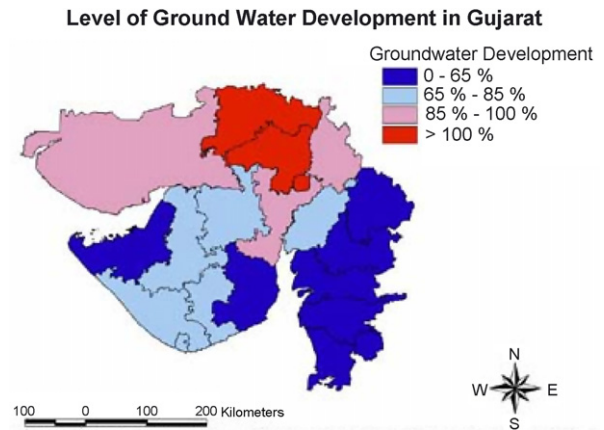 Level of Ground Water Development in Gujarat
Groundwater Development
0 - 65 %
65 % - 85 %
85 % - 100 %
> 100 %
N
W E
S
100 0 100 200 Kilometers